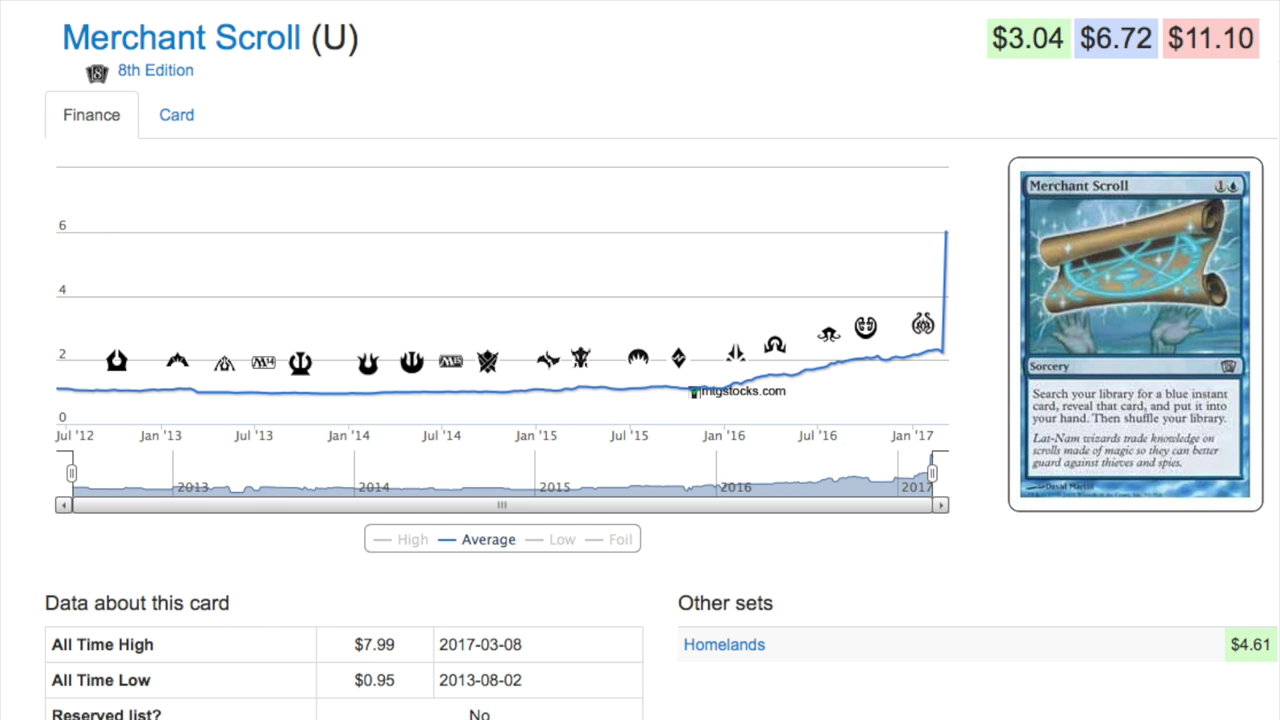 Merchant Scroll (U)
$3.04 $6.72 $11.10
8th Edition
Finance Card
6
4
2
0
M14
M15
mtgstocks.com
Jul '12 Jan '13 Jul '13 Jan '14 Jul '14 Jan '15 Jul '15 Jan '16 Jul '16 Jan '17
2013 2014 2015 2016 2017
High Average Low Foil
Merchant Scroll 1
Sorcery
Search your library for a blue instant
card, reveal that card, and put it into
your hand. Then shuffle your library.
Lat-Nam wizards trade knowledge on
scrolls made of magic so they can better
guard against thieves and spies.
David Martin
Data about this card
All Time High $7.99 2017-03-08
All Time Low $0.95 2013-08-02
Reserved list? No
Other sets
Homelands $4.61